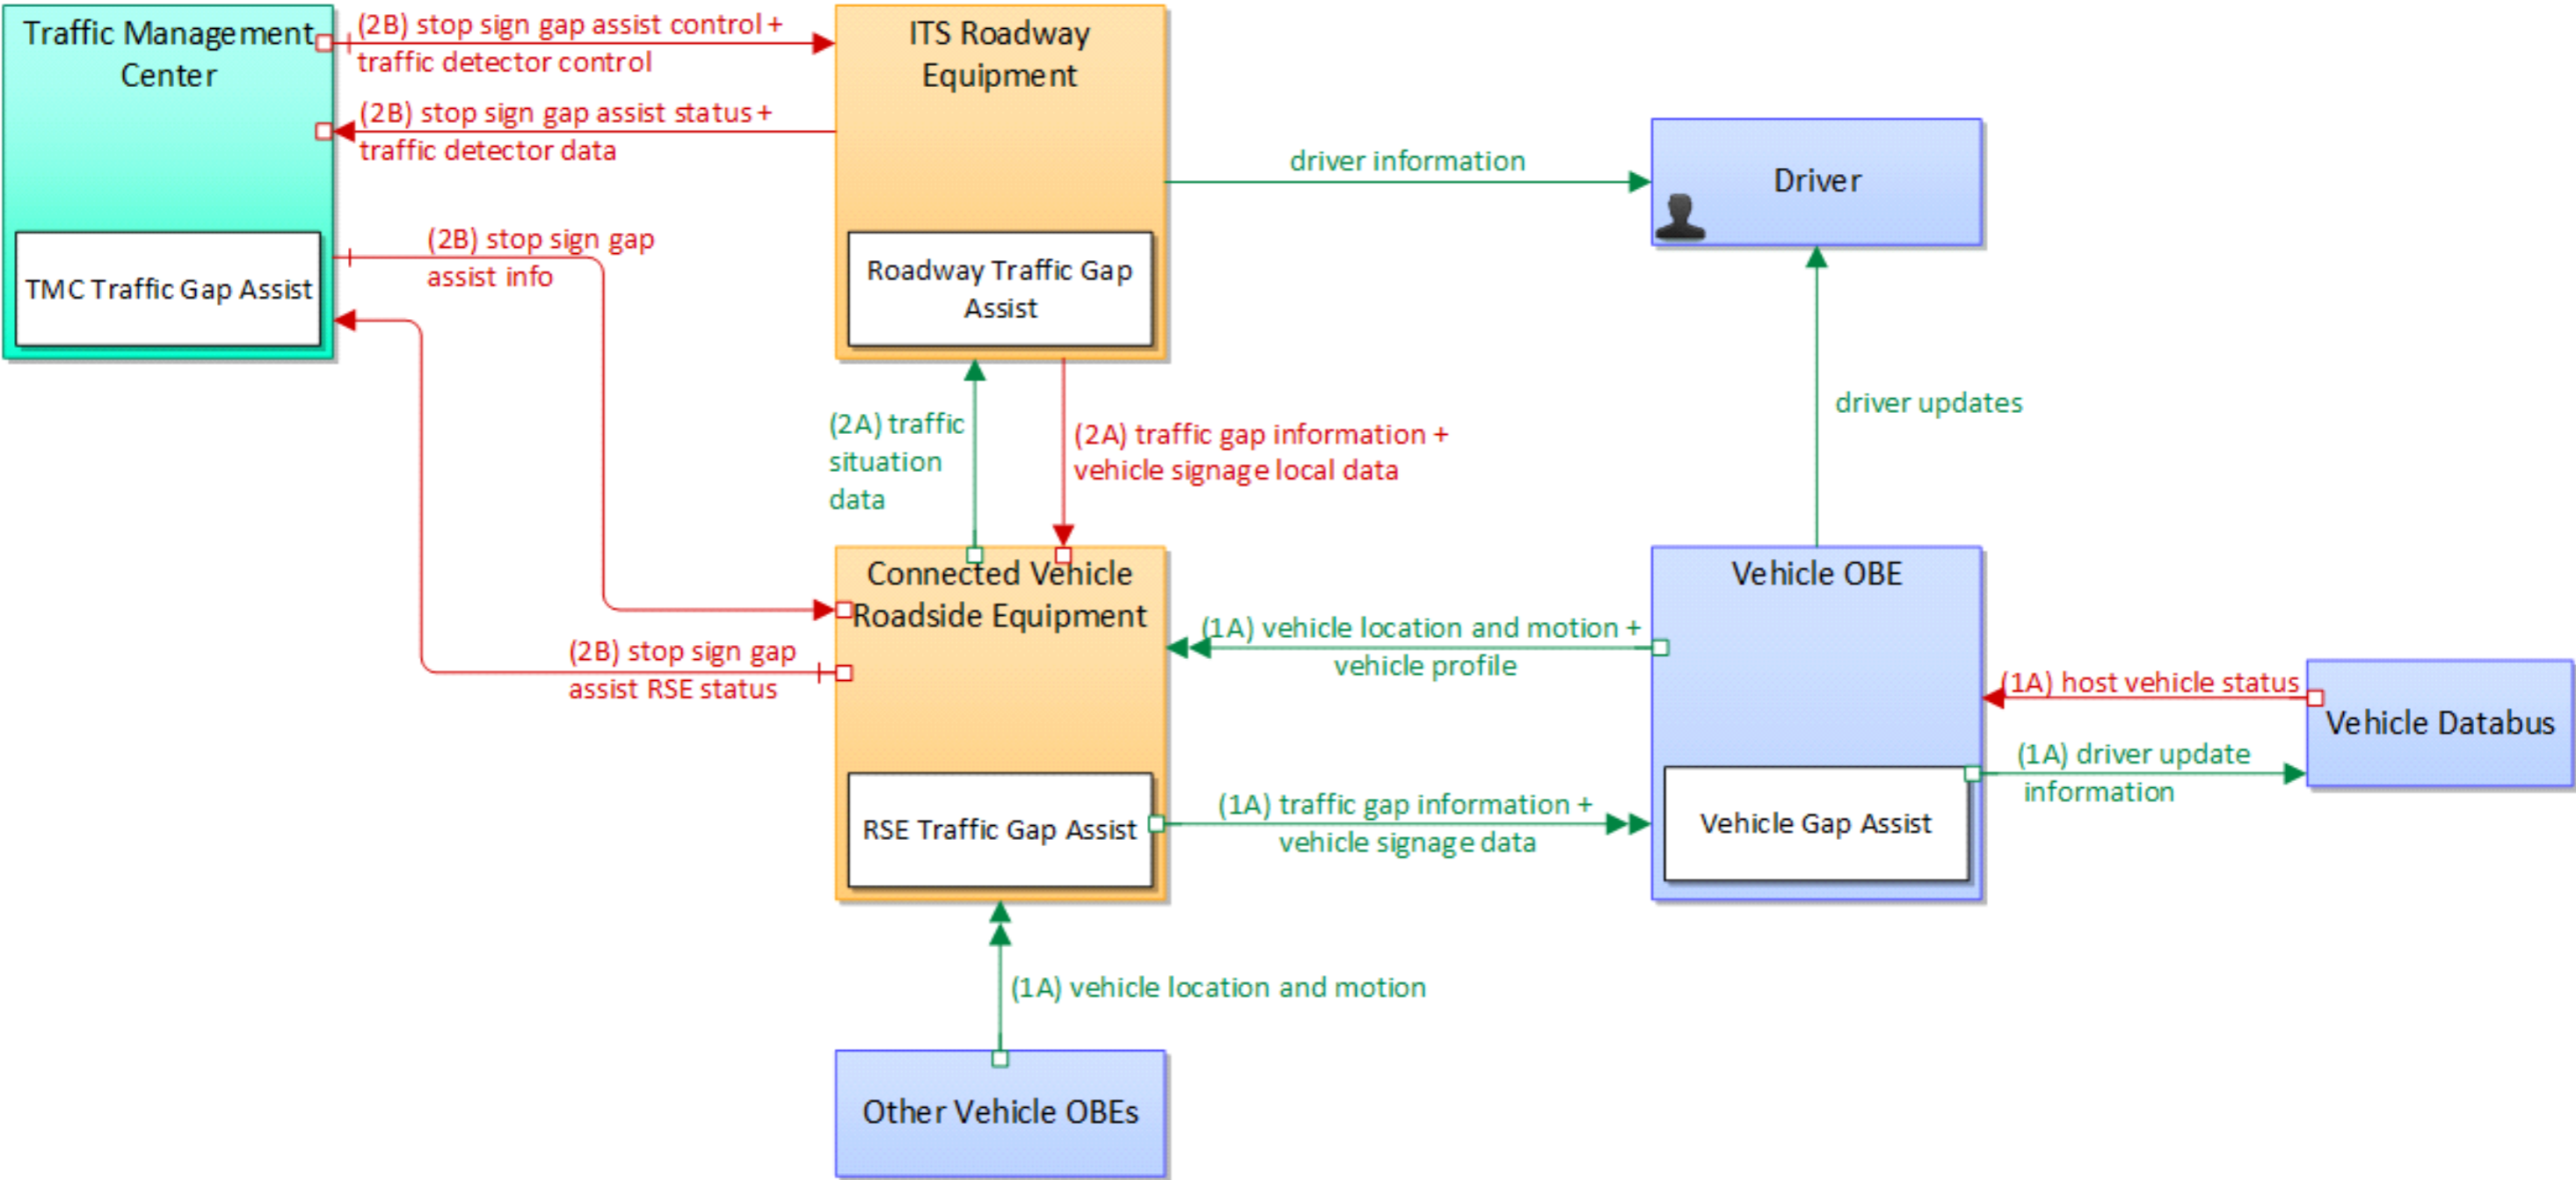 Traffic Management
Center
(2B) stop sign gap assist control +
traffic detector control
(2B) stop sign gap assist status +
traffic detector data
ITS Roadway
Equipment
driver information
Driver
TMC Traffic Gap Assist
(2B) stop sign gap
assist info
Roadway Traffic Gap
Assist
(2A) traffic
situation
data
(2A) traffic gap information +
vehicle signage local data
driver updates
Connected Vehicle
Roadside Equipment
Vehicle OBE
(2B) stop sign gap
assist RSE status
(1A) vehicle location and motion +
vehicle profile
(1A) host vehicle status
Vehicle Databus
(1A) driver update
information
RSE Traffic Gap Assist
(1A) traffic gap information +
vehicle signage data
Vehicle Gap Assist
(1A) vehicle location and motion
Other Vehicle OBEs